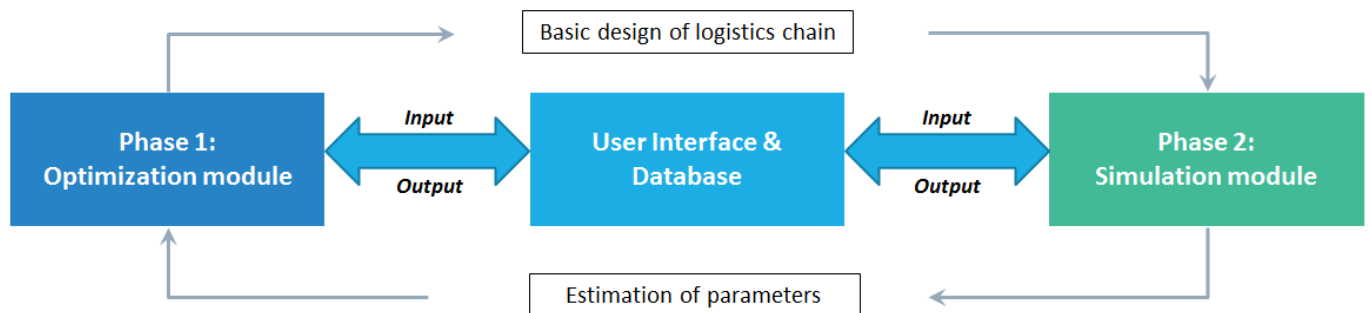 Basic design of logistics chain
Phase 1:
Optimization module
Input
Output
User Interface &
Database
Input
Output
Phase 2:
Simulation module
Estimation of parameters